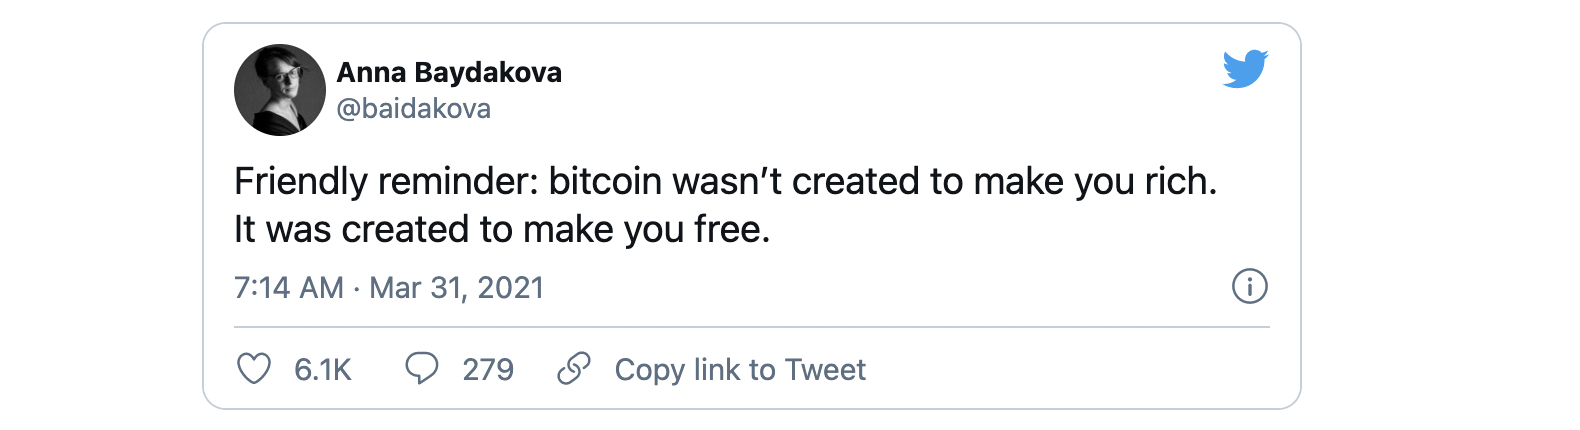 Anna Baydakova
@baidakova
Friendly reminder: bitcoin wasn’t created to make you rich.
It was created to make you free.
7:14 AM · Mar 31, 2021
6.1K 279 Copy link to Tweet